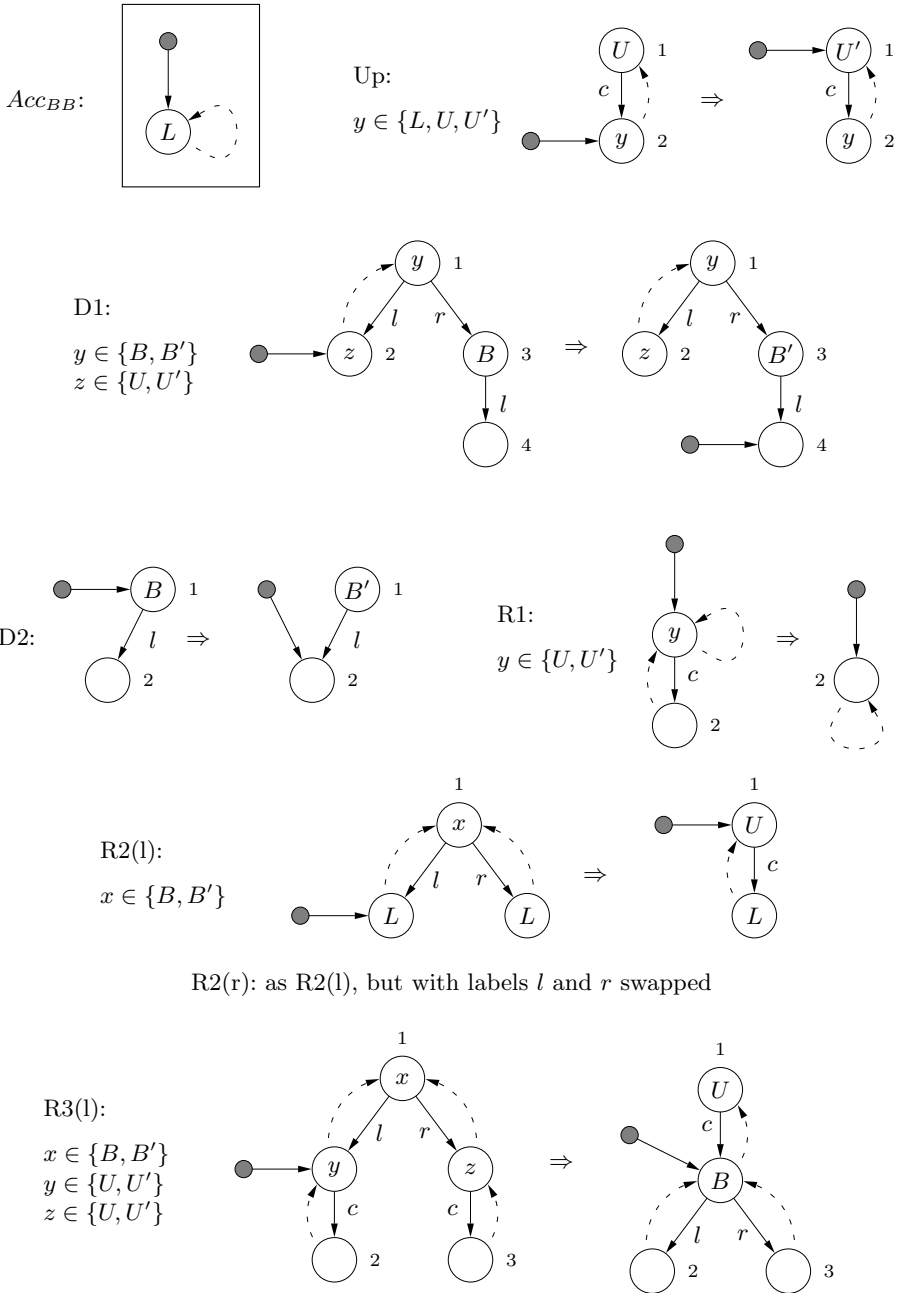 Acc_BB:
L
Up:
y ∈ {L, U, U′}
U 1
c
y 2
⇒
U′ 1
c
y 2
D1:
y ∈ {B, B′}
z ∈ {U, U′}
y 1
l r
z 2 B 3
l
4
⇒
y 1
l r
z 2 B′ 3
l
4
D2:
B 1
l
2
⇒
B′ 1
l
2
R1:
y ∈ {U, U′}
y
c
2
⇒
2
R2(l):
x ∈ {B, B′}
1
x
l r
L L
⇒
1
U
c
L
R2(r): as R2(l), but with labels l and r swapped
R3(l):
x ∈ {B, B′}
y ∈ {U, U′}
z ∈ {U, U′}
1
x
l r
y z
c c
2 3
⇒
1
U
c
B
l r
2 3